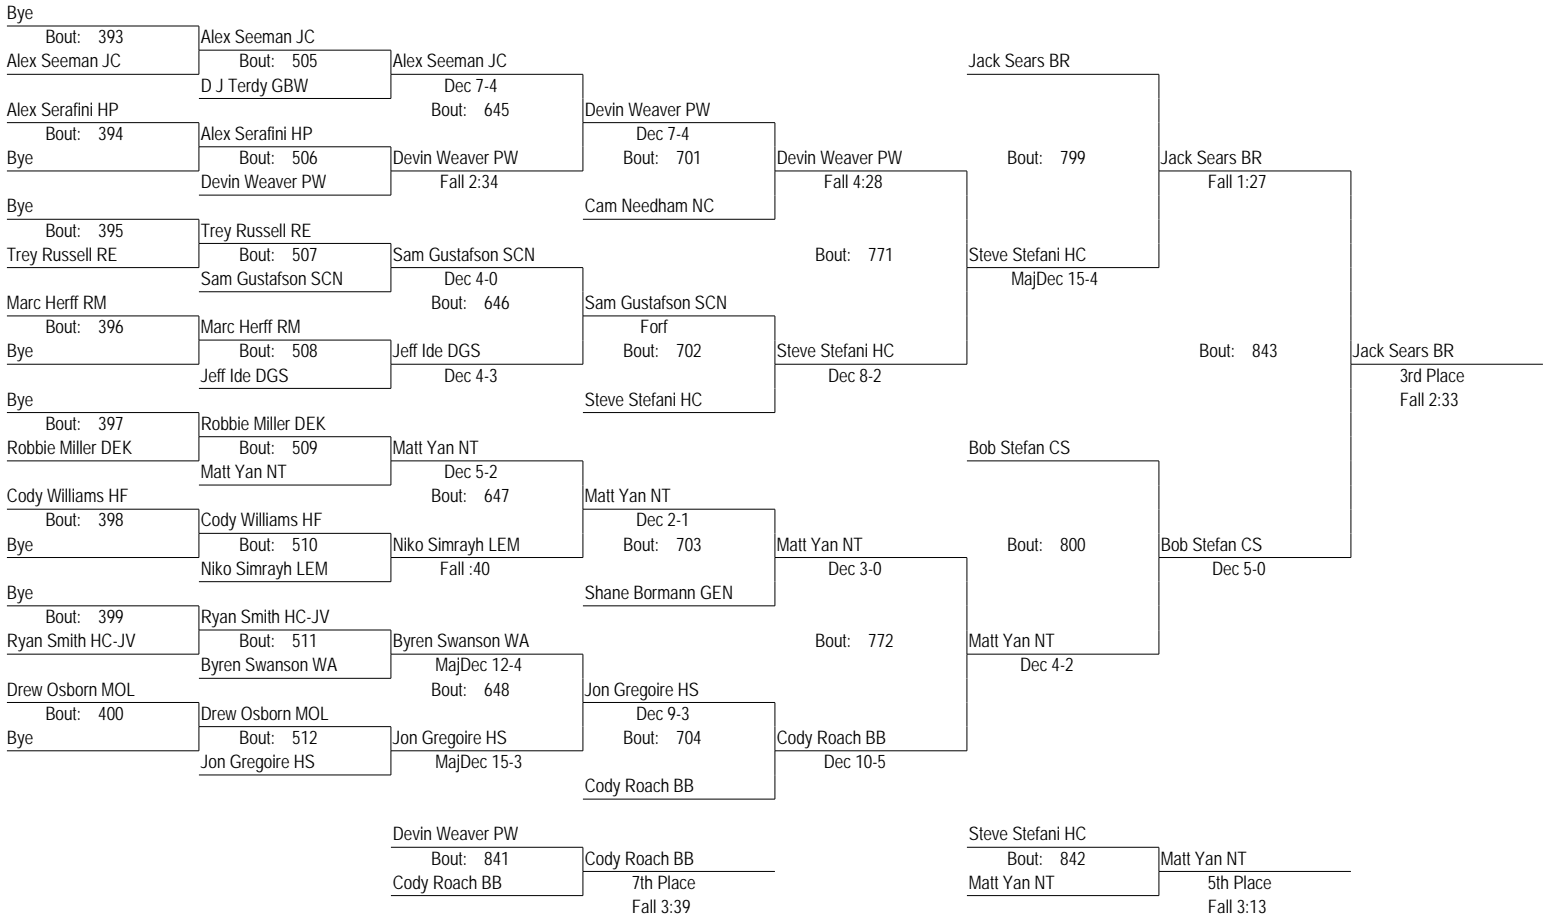 Bye
Bout: 393 Alex Seeman JC
Alex Seeman JC Bout: 505 Alex Seeman JC Jack Sears BR
D J Terdy GBW Dec 7-4
Alex Serafini HP Bout: 645 Devin Weaver PW
Bout: 394 Alex Serafini HP Dec 7-4
Bye Bout: 506 Devin Weaver PW Bout: 701 Devin Weaver PW Bout: 799 Jack Sears BR
Devin Weaver PW Fall 2:34 Fall 4:28 Fall 1:27
Bye Cam Needham NC
Bout: 395 Trey Russell RE
Trey Russell RE Bout: 507 Sam Gustafson SCN Bout: 771 Steve Stefani HC
Sam Gustafson SCN Dec 4-0 MajDec 15-4
Marc Herff RM Bout: 646 Sam Gustafson SCN
Bout: 396 Marc Herff RM Forf
Bye Bout: 508 Jeff Ide DGS Bout: 702 Steve Stefani HC Bout: 843 Jack Sears BR
Jeff Ide DGS Dec 4-3 Dec 8-2 3rd Place
Bye Steve Stefani HC Fall 2:33
Bout: 397 Robbie Miller DEK
Robbie Miller DEK Bout: 509 Matt Yan NT Bob Stefan CS
Matt Yan NT Dec 5-2
Cody Williams HF Bout: 647 Matt Yan NT
Bout: 398 Cody Williams HF Dec 2-1
Bye Bout: 510 Niko Simrayh LEM Bout: 703 Matt Yan NT Bout: 800 Bob Stefan CS
Niko Simrayh LEM Fall :40 Dec 3-0 Dec 5-0
Bye Shane Bormann GEN
Bout: 399 Ryan Smith HC-JV
Ryan Smith HC-JV Bout: 511 Byren Swanson WA Bout: 772 Matt Yan NT
Byren Swanson WA MajDec 12-4 Dec 4-2
Drew Osborn MOL Bout: 648 Jon Gregoire HS
Bout: 400 Drew Osborn MOL Dec 9-3
Bye Bout: 512 Jon Gregoire HS Bout: 704 Cody Roach BB
Jon Gregoire HS MajDec 15-3 Dec 10-5
Cody Roach BB
Devin Weaver PW Steve Stefani HC
Bout: 841 Cody Roach BB Bout: 842 Matt Yan NT
Cody Roach BB 7th Place Matt Yan NT 5th Place
Fall 3:39 Fall 3:13